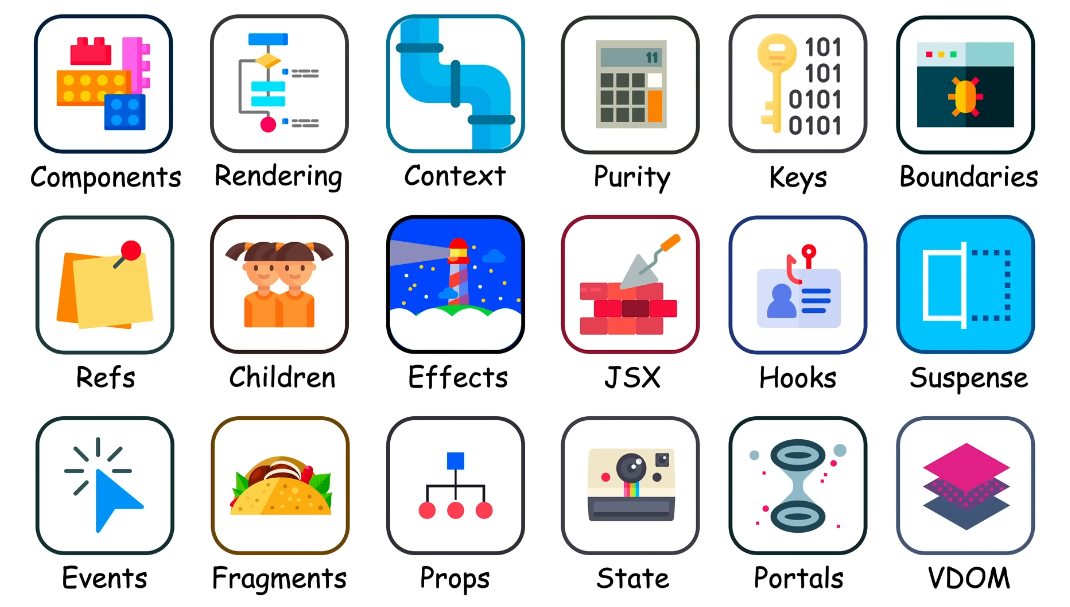 Components
Rendering
Context
11
Purity
101
101
0101
0101
Keys
Boundaries
Refs
Children
Effects
JSX
Hooks
Suspense
Events
Fragments
Props
State
Portals
VDOM